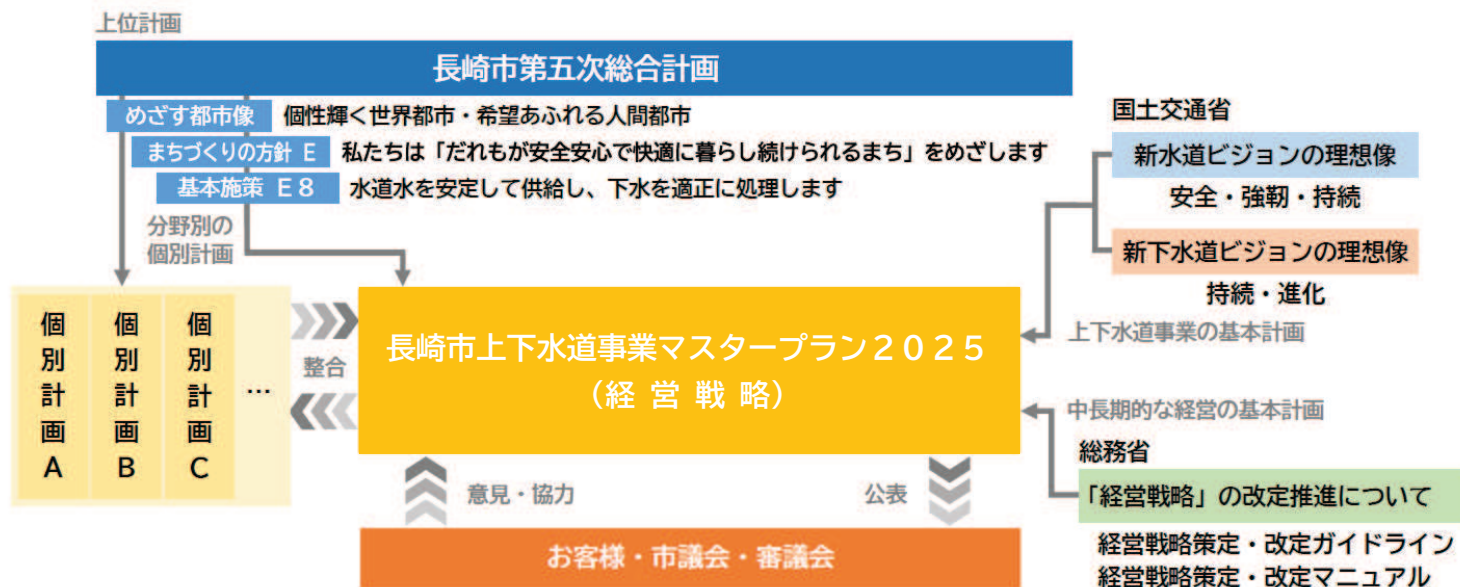 上位計画
長崎市第五次総合計画
めざす都市像 個性輝く世界都市・希望あふれる人間都市
まちづくりの方針 E 私たちは「だれもが安全安心で快適に暮らし続けられるまち」をめざします
基本施策 E8 水道水を安定して供給し、下水を適正に処理します
分野別の
個別計画
国土交通省
新水道ビジョンの理想像
安全・強靭・持続
新下水道ビジョンの理想像
持続・進化
上下水道事業の基本計画
個別計画A
個別計画B
個別計画C
…
整合
長崎市上下水道事業マスタープラン2025
(経 営 戦 略)
中長期的な経営の基本計画
総務省
「経営戦略」の改定推進について
経営戦略策定・改定ガイドライン
経営戦略策定・改定マニュアル
意見・協力
公表
お客様・市議会・審議会